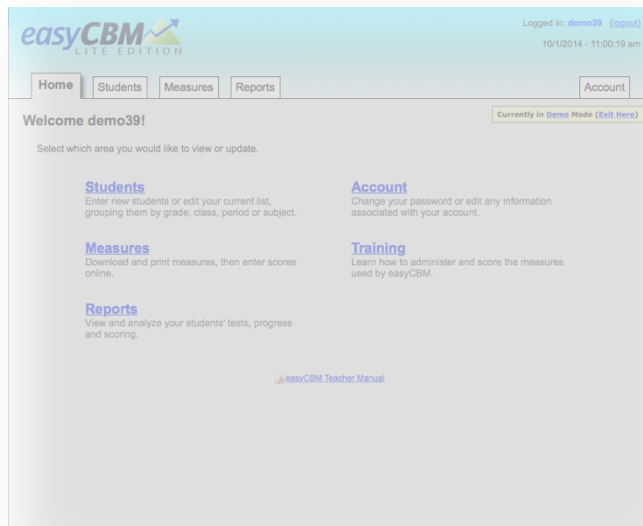 easyCBM
LITE EDITION
Logged in: demo39 (logout)
10/1/2014 - 11:00:19 am
Home Students Measures Reports Account
Welcome demo39!
Currently in Demo Mode (Exit Here)
Select which area you would like to view or update.
Students
Enter new students or edit your current list,
grouping them by grade, class, period or subject.
Account
Change your password or edit any information
associated with your account.
Measures
Download and print measures, then enter scores
online.
Training
Learn how to administer and score the measures
used by easyCBM.
Reports
View and analyze your students' tests, progress
and scoring.
easyCBM Teacher Manual